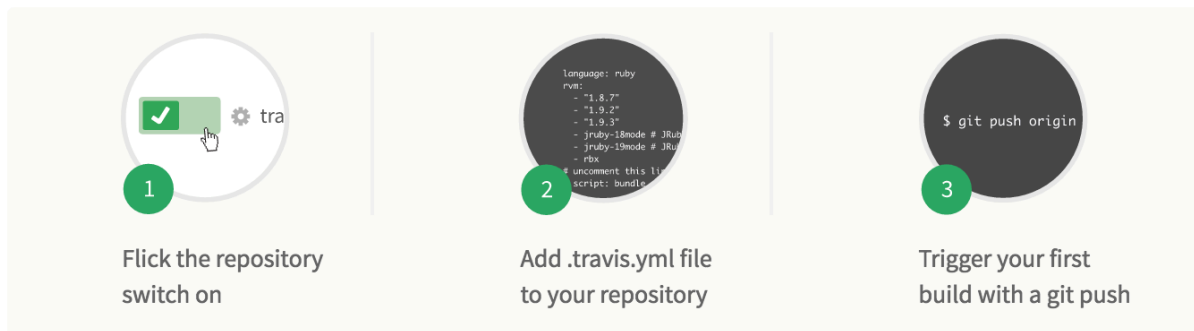 tra
1
Flick the repository
switch on
language: ruby
rvm:
- "1.8.7"
- "1.9.2"
- "1.9.3"
- jruby-18mode # JRub
- jruby-19mode # JRu
- rbx
# uncomment this li
script: bundle
2
Add .travis.yml file
to your repository
$ git push origin
3
Trigger your first
build with a git push